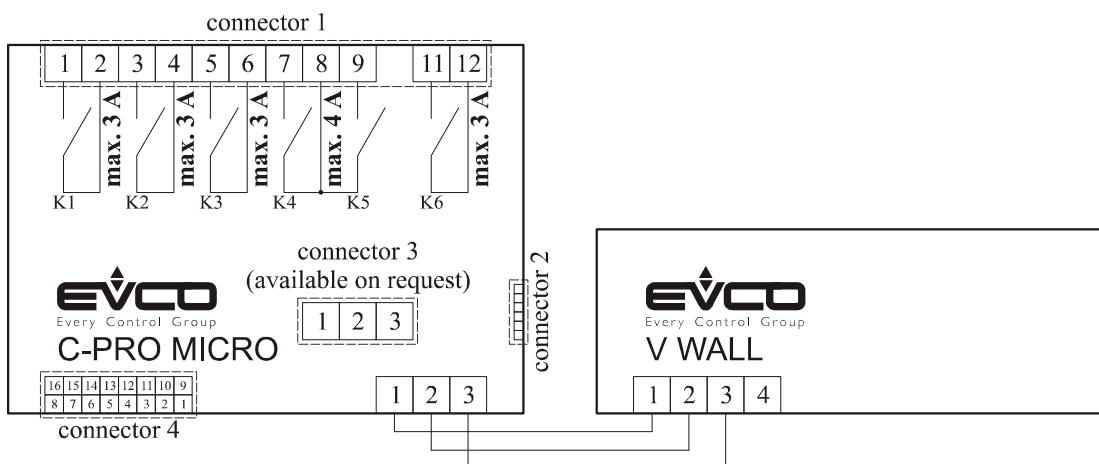 connector 1
1 2 3 4 5 6 7 8 9 11 12
max. 3 A
max. 3 A
max. 3 A
max. 4 A
max. 3 A
K1 K2 K3 K4 K5 K6
connector 3
(available on request)
1 2 3
connector 2
EVCO
Every Control Group
C-PRO MICRO
16 15 14 13 12 11 10 9
8 7 6 5 4 3 2 1
connector 4
1 2 3
EVCO
Every Control Group
V WALL
1 2 3 4